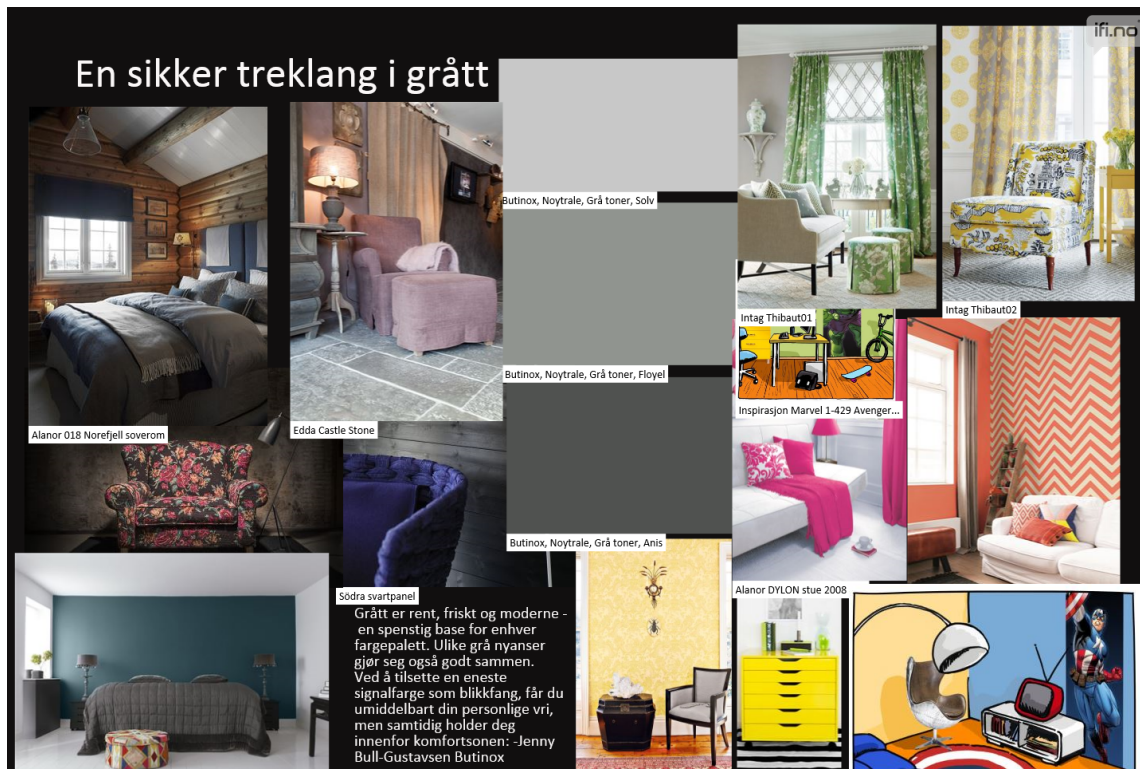 ifi.no
En sikker treklang i grått
Butinox, Noytrale, Grå toner, Solv
Intag Thibaut01
Intag Thibaut02
Butinox, Noytrale, Grå toner, Floyel
Inspirasjon Marvel 1-429 Avenger...
Alanor 018 Norefjell soverom
Edda Castle Stone
Butinox, Noytrale, Grå toner, Anis
Södra svartpanel
Alanor DYLON stue 2008
Grått er rent, friskt og moderne -
en spenstig base for enhver
fargepalett. Ulike grå nyanser
gjør seg også godt sammen.
Ved å tilsette en eneste
signalfarge som blikkfang, får du
umiddelbart din personlige vri,
men samtidig holder deg
innenfor komfortsonen: -Jenny
Bull-Gustavsen Butinox